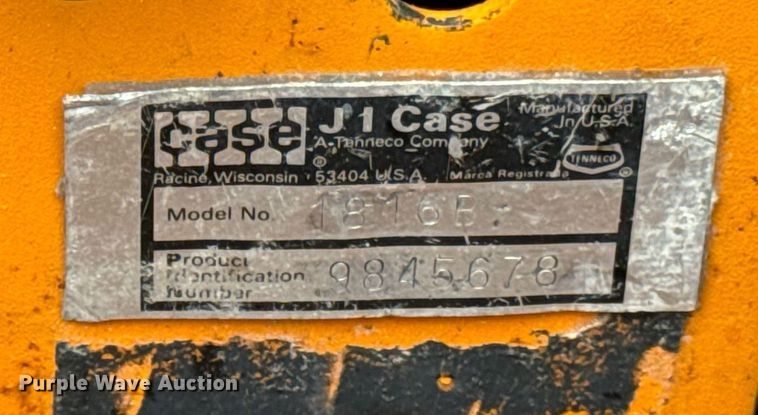 case J I Case
A Tenneco Company
Manufactured
In U.S.A.
TENNECO
Racine, Wisconsin 53404 U.S.A. Marca Registrada
Model No. 1816B
Product
Identification
Number 9845678
Purple Wave Auction